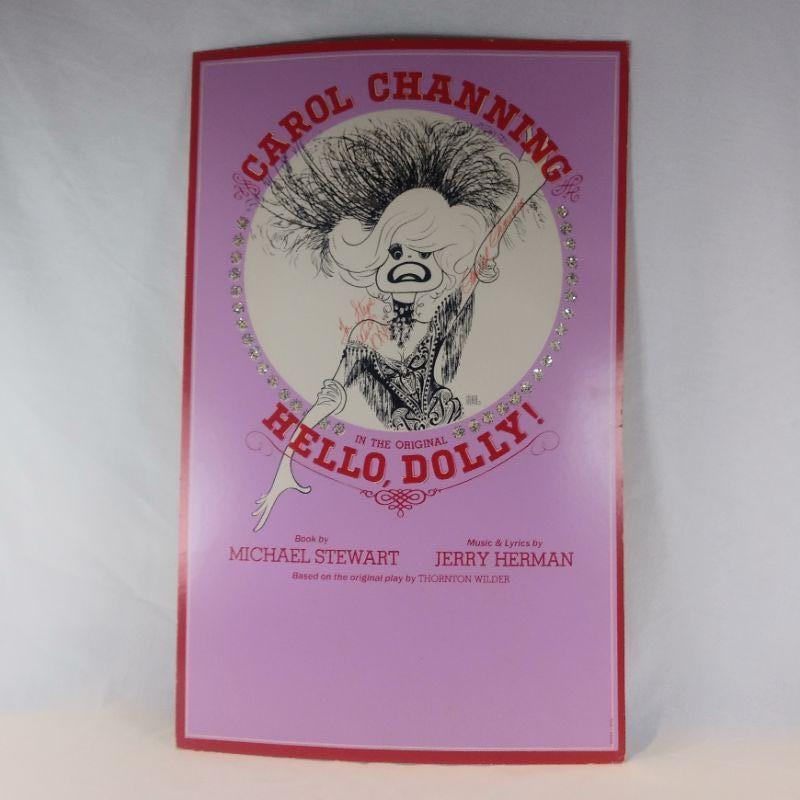 CAROL CHANNING
IN THE ORIGINAL
HELLO, DOLLY!
Book by
MICHAEL STEWART
Music & Lyrics by
JERRY HERMAN
Based on the original play by THORNTON WILDER